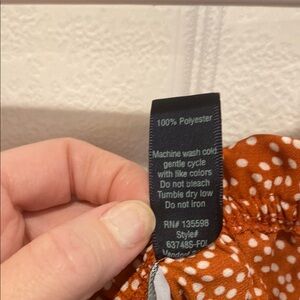 100% Polyester
Machine wash cold
gentle cycle
with like colors
Do not bleach
Tumble dry low
Do not iron
RN# 135598
Style#
63748S-FOL